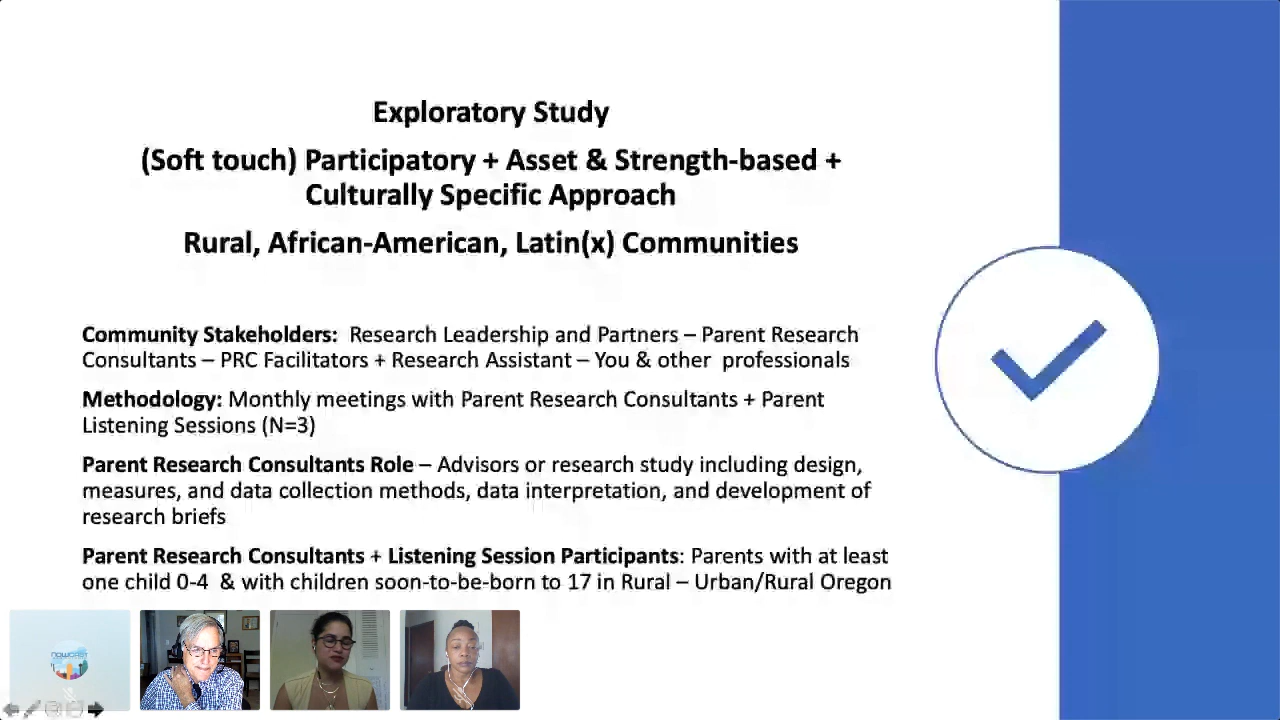 Exploratory Study
(Soft touch) Participatory + Asset & Strength-based +
Culturally Specific Approach
Rural, African-American, Latin(x) Communities
Community Stakeholders: Research Leadership and Partners – Parent Research
Consultants – PRC Facilitators + Research Assistant – You & other professionals
Methodology: Monthly meetings with Parent Research Consultants + Parent
Listening Sessions (N=3)
Parent Research Consultants Role – Advisors or research study including design,
measures, and data collection methods, data interpretation, and development of
research briefs
Parent Research Consultants + Listening Session Participants: Parents with at least
one child 0-4 & with children soon-to-be-born to 17 in Rural – Urban/Rural Oregon
NOWCAST